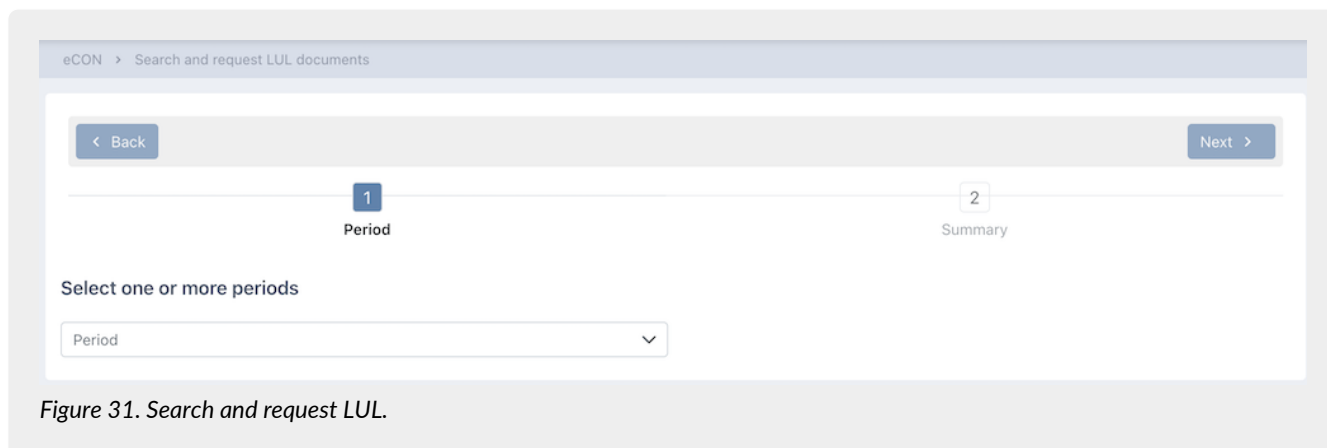 eCON > Search and request LUL documents
< Back
Next >
1
2
Period
Summary
Select one or more periods
Period
Figure 31. Search and request LUL.